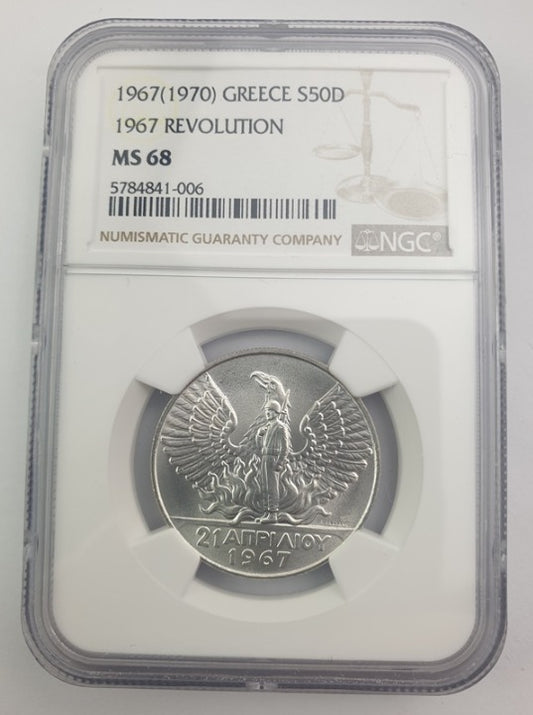 1967(1970) GREECE S50D
1967 REVOLUTION
MS 68
5784841-006
NUMISMATIC GUARANTY COMPANY
NGC®
21 ΑΠΡΙΛΙΟΥ
1967